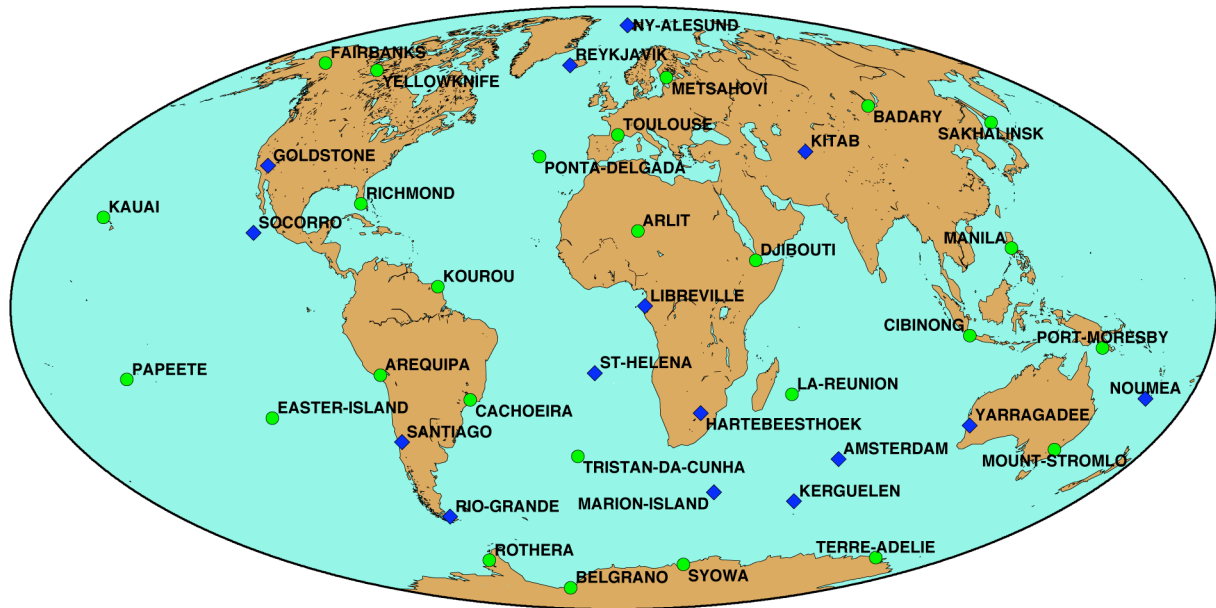 NY-ALESUND
FAIRBANKS
REYKJAVIK
YELLOWKNIFE
METSAHOVI
BADARY
TOULOUSE
SAKHALINSK
KITAB
GOLDSTONE
PONTA-DELGADA
RICHMOND
KAUAI
SOCORRO
ARLIT
MANILA
DJIBOUTI
KOUROU
LIBREVILLE
CIBINONG
PORT-MORESBY
ST-HELENA
PAPEETE
AREQUIPA
LA-REUNION
NOUMEA
EASTER-ISLAND
CACHOEIRA
HARTEBEESTHOEK
YARRAGADEE
SANTIAGO
AMSTERDAM
MOUNT-STROMLO
TRISTAN-DA-CUNHA
KERGUELEN
MARION-ISLAND
RIO-GRANDE
ROTHERA
TERRE-ADELIE
BELGRANO
SYOWA